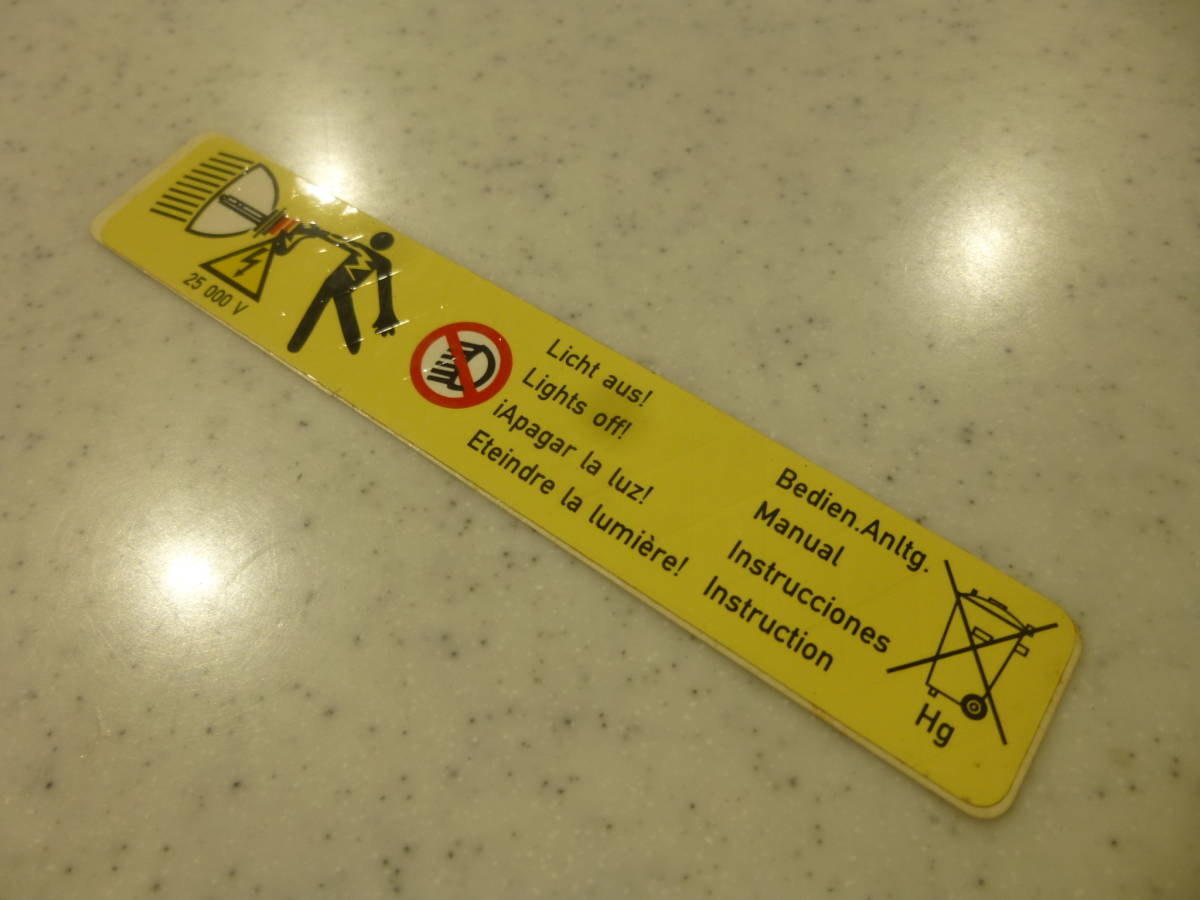 25 000 V
Licht aus!
Lights off!
¡Apagar la luz!
Eteindre la lumière!
Bedien.Anltg.
Manual
Instrucciones
Instruction
Hg